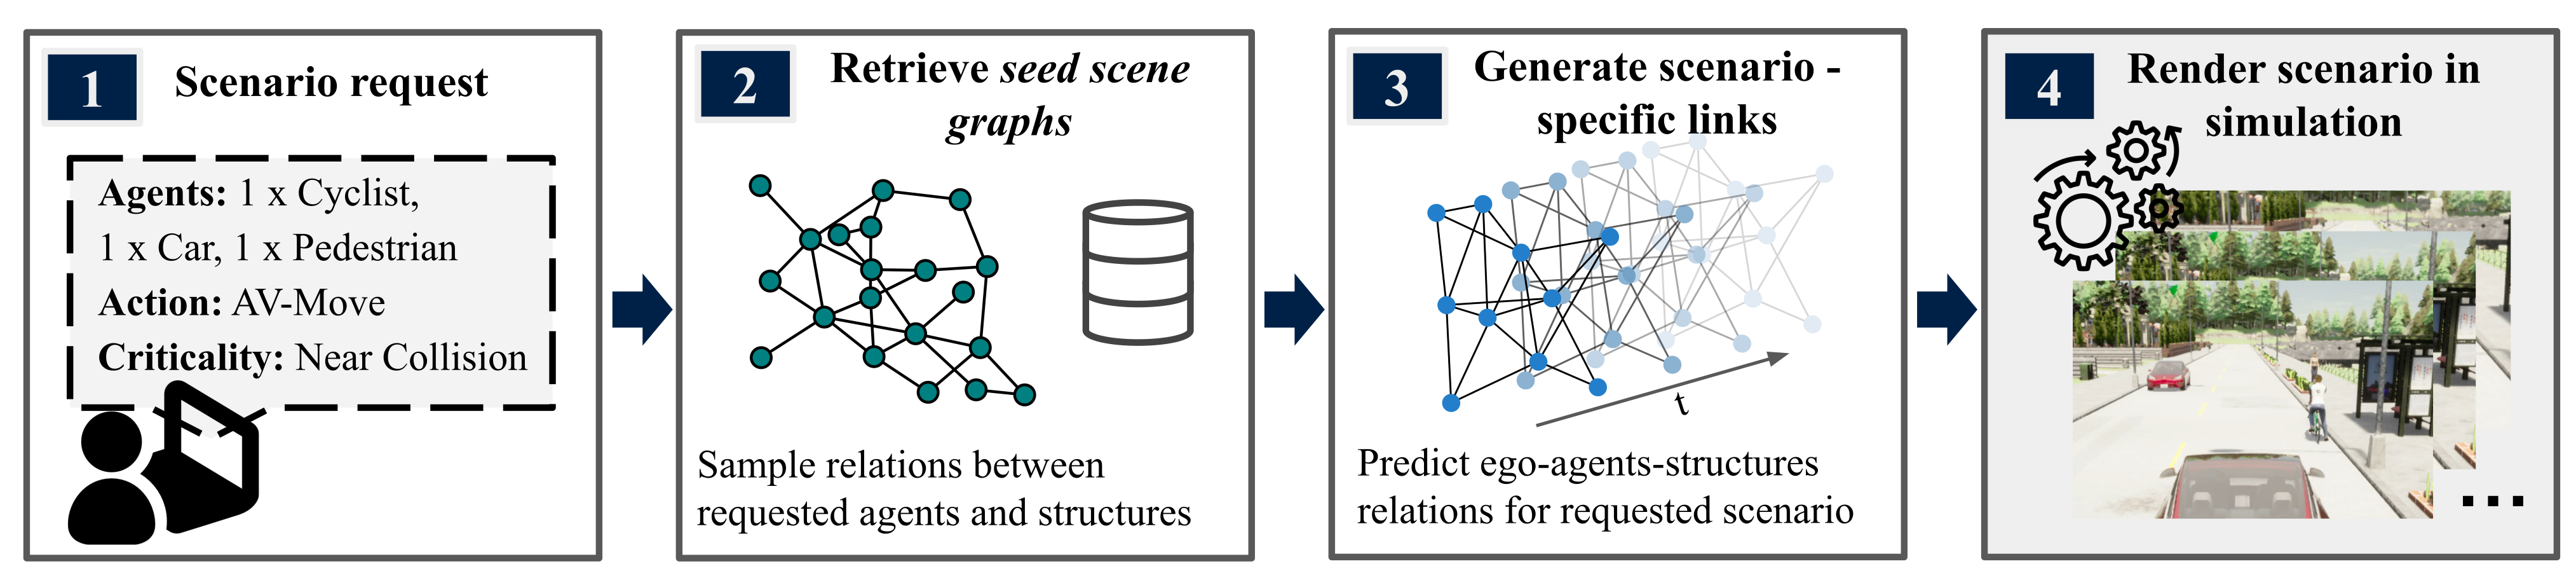 1
Scenario request
Agents: 1 x Cyclist,
1 x Car, 1 x Pedestrian
Action: AV-Move
Criticality: Near Collision
2
Retrieve seed scene
graphs
Sample relations between
requested agents and structures
3
Generate scenario -
specific links
t
Predict ego-agents-structures
relations for requested scenario
4
Render scenario in
simulation
...